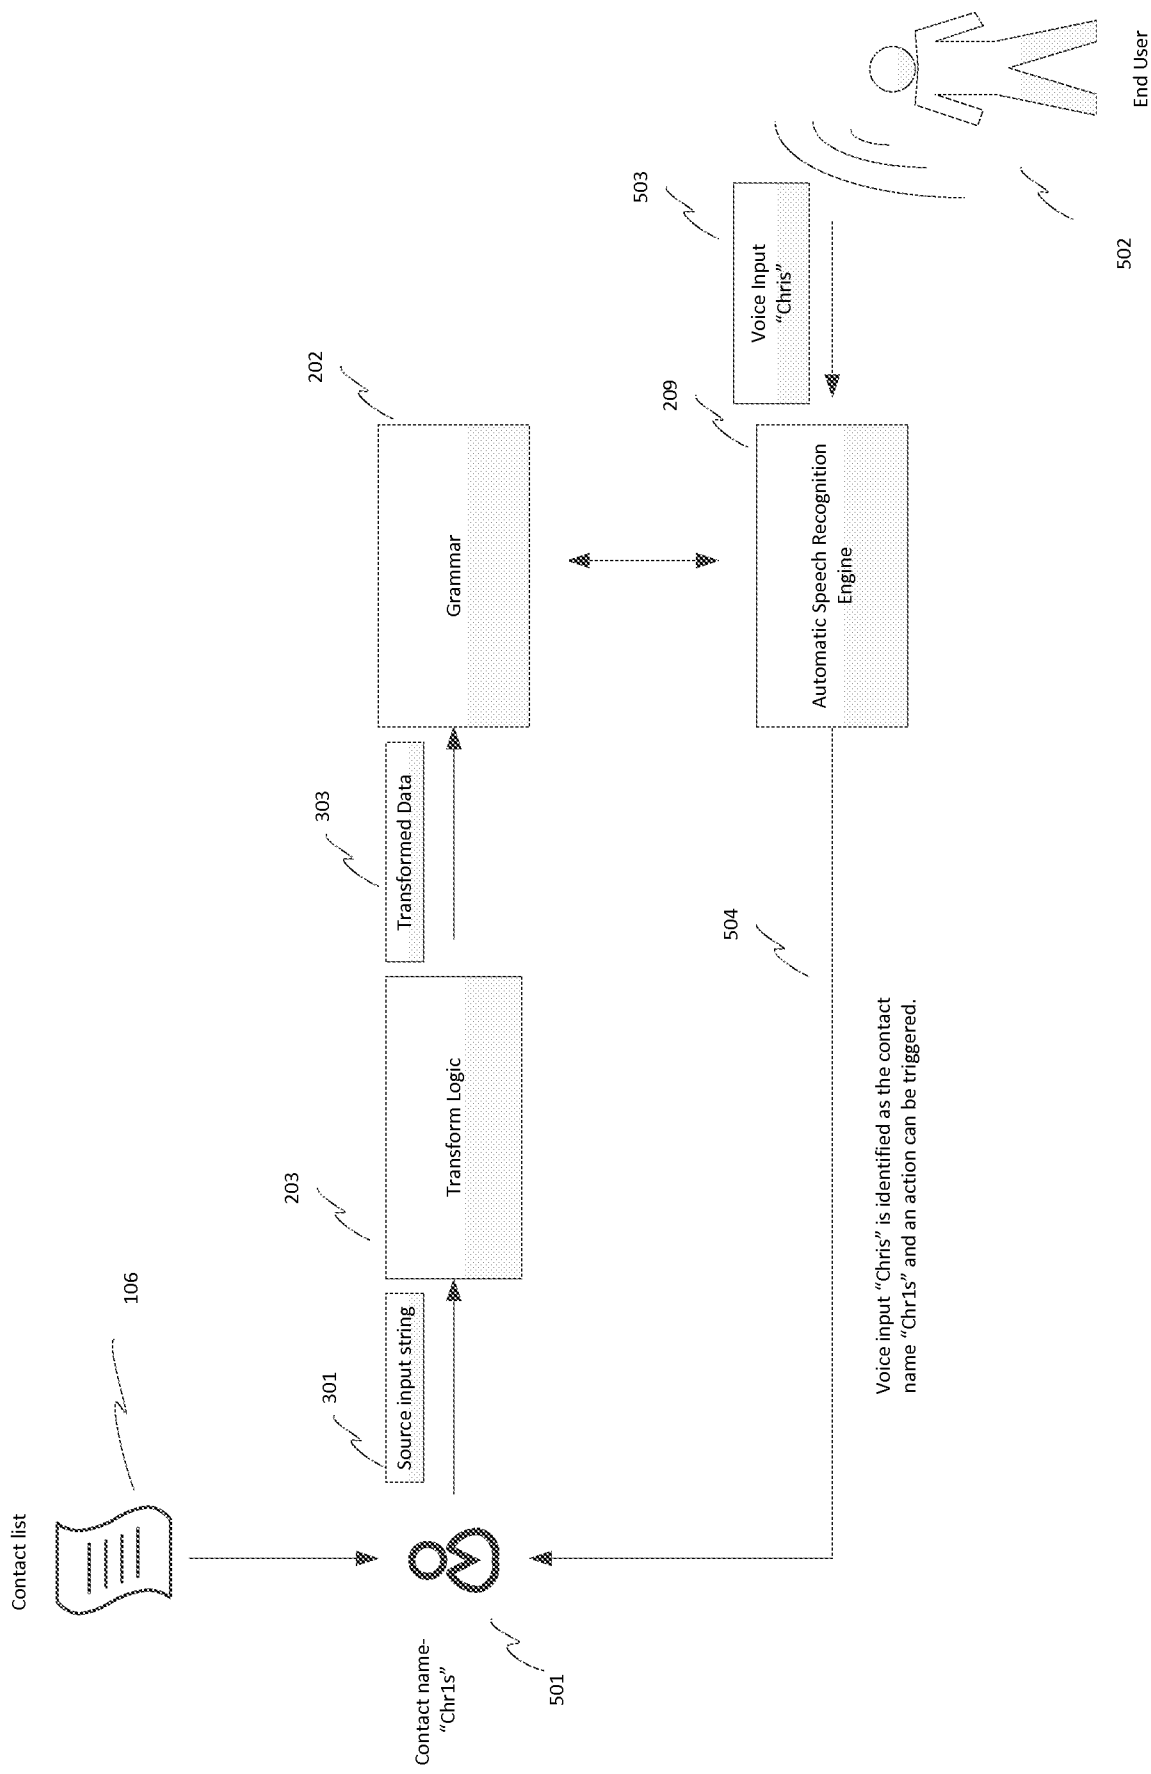 Contact list
106
Contact name-
“Chr1s”
501
301
Source input string
203
Transform Logic
303
Transformed Data
202
Grammar
209
Automatic Speech Recognition
Engine
503
Voice Input
“Chris”
502
End User
504
Voice input “Chris” is identified as the contact
name “Chr1s” and an action can be triggered.